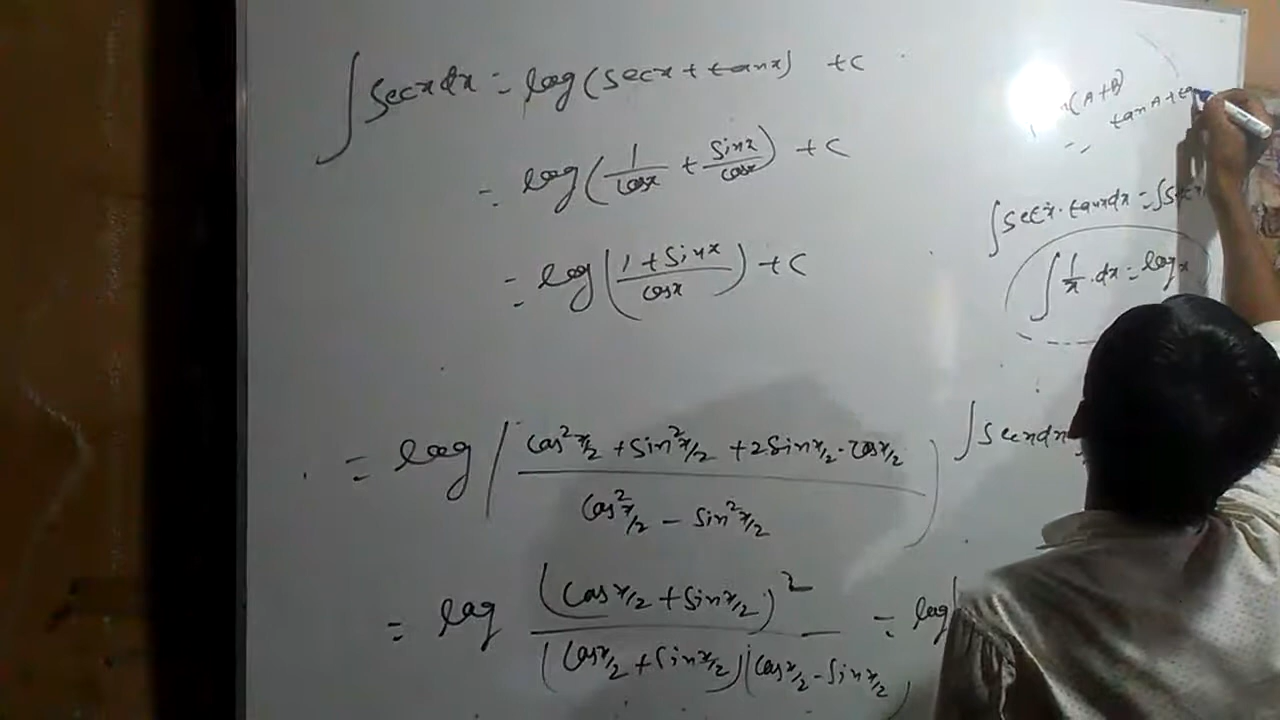 ∫ Secx dx = log(Secx + tanx) + c
= log(1/cosx + Sinx/cosx) + c
= log((1 + Sinx)/cosx) + c
= log((Cos²x/2 + Sin²x/2 + 2Sinx/2 · Cosx/2)/(Cos²x/2 - Sin²x/2))
= log (Cosx/2 + Sinx/2)²/((Cosx/2 + Sinx/2)(Cosx/2 - Sinx/2)) = log
(A+B)
= tanA + tan
∫ Secx · tanx dx = ∫
∫ 1/x · dx = log x
∫ Secx dx